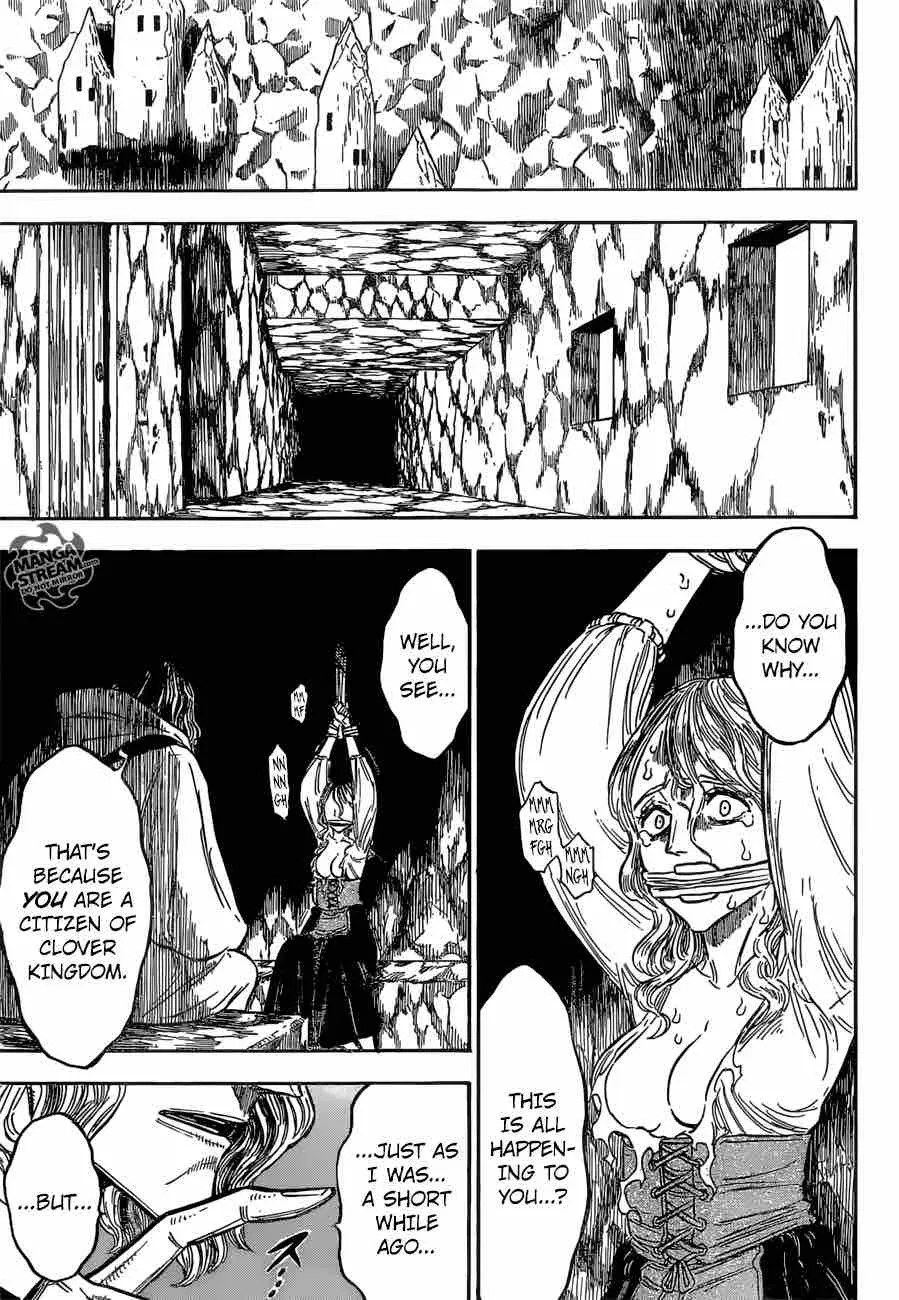 MANGA
STREAM.com
DO NOT MIRROR
...DO YOU
KNOW
WHY...
MMM
MRG
FGH
MMM
NGH
THIS
IS ALL
HAPPEN-
ING TO
YOU...?
WELL,
YOU
SEE...
MM
MF
NN
NN
GH
THAT'S
BECAUSE
YOU ARE A
CITIZEN OF
CLOVER
KINGDOM.
...JUST AS
I WAS...
A SHORT
WHILE
AGO...
...BUT...